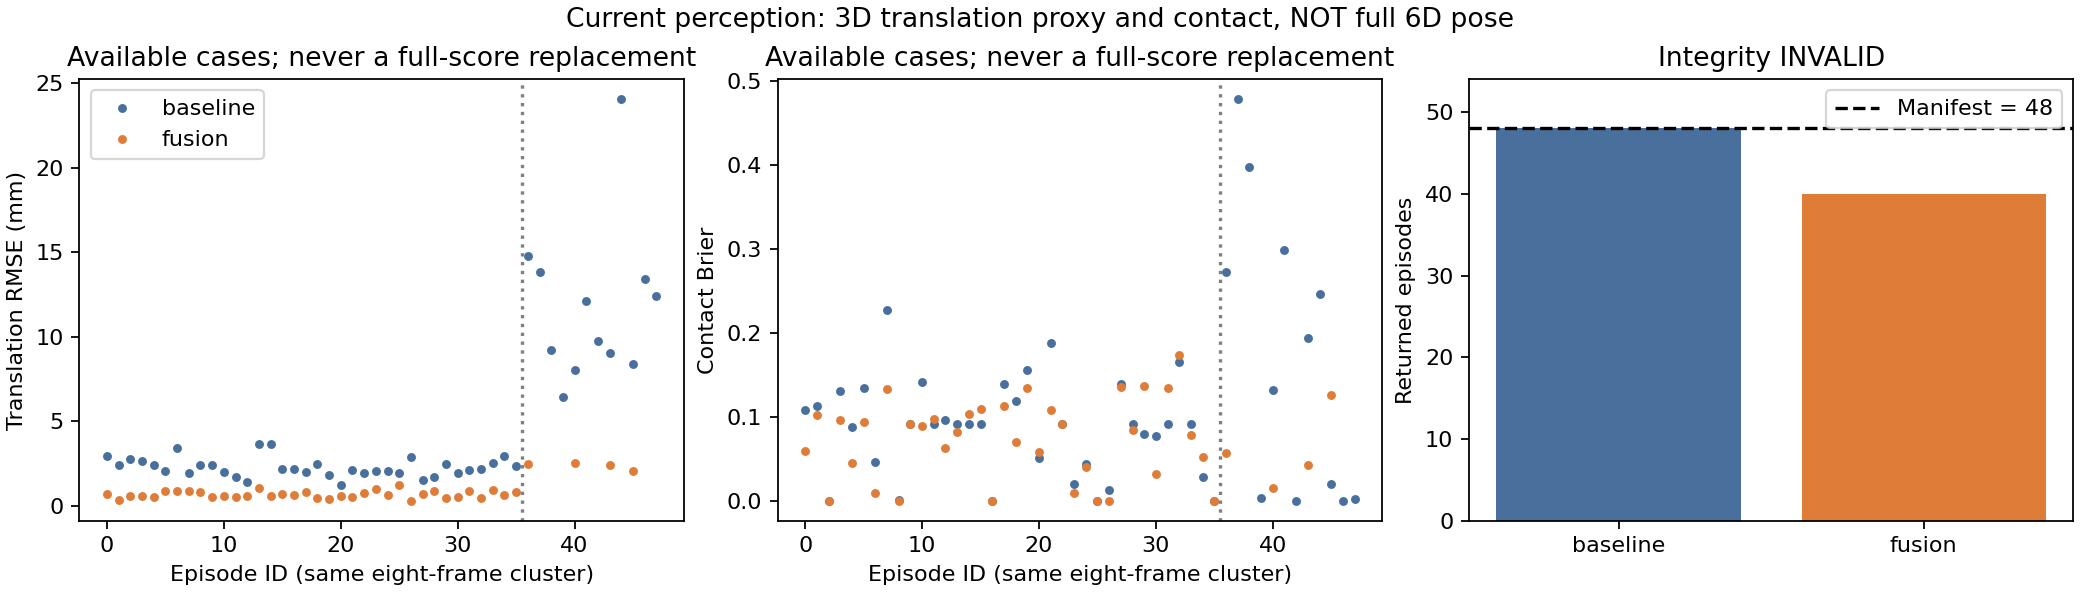 Current perception: 3D translation proxy and contact, NOT full 6D pose
Available cases; never a full-score replacement
25
20
15
10
5
0
Translation RMSE (mm)
baseline
fusion
0 10 20 30 40
Episode ID (same eight-frame cluster)
Available cases; never a full-score replacement
0.5
0.4
0.3
0.2
0.1
0.0
Contact Brier
0 10 20 30 40
Episode ID (same eight-frame cluster)
Integrity INVALID
50
40
30
20
10
0
Returned episodes
Manifest = 48
baseline fusion